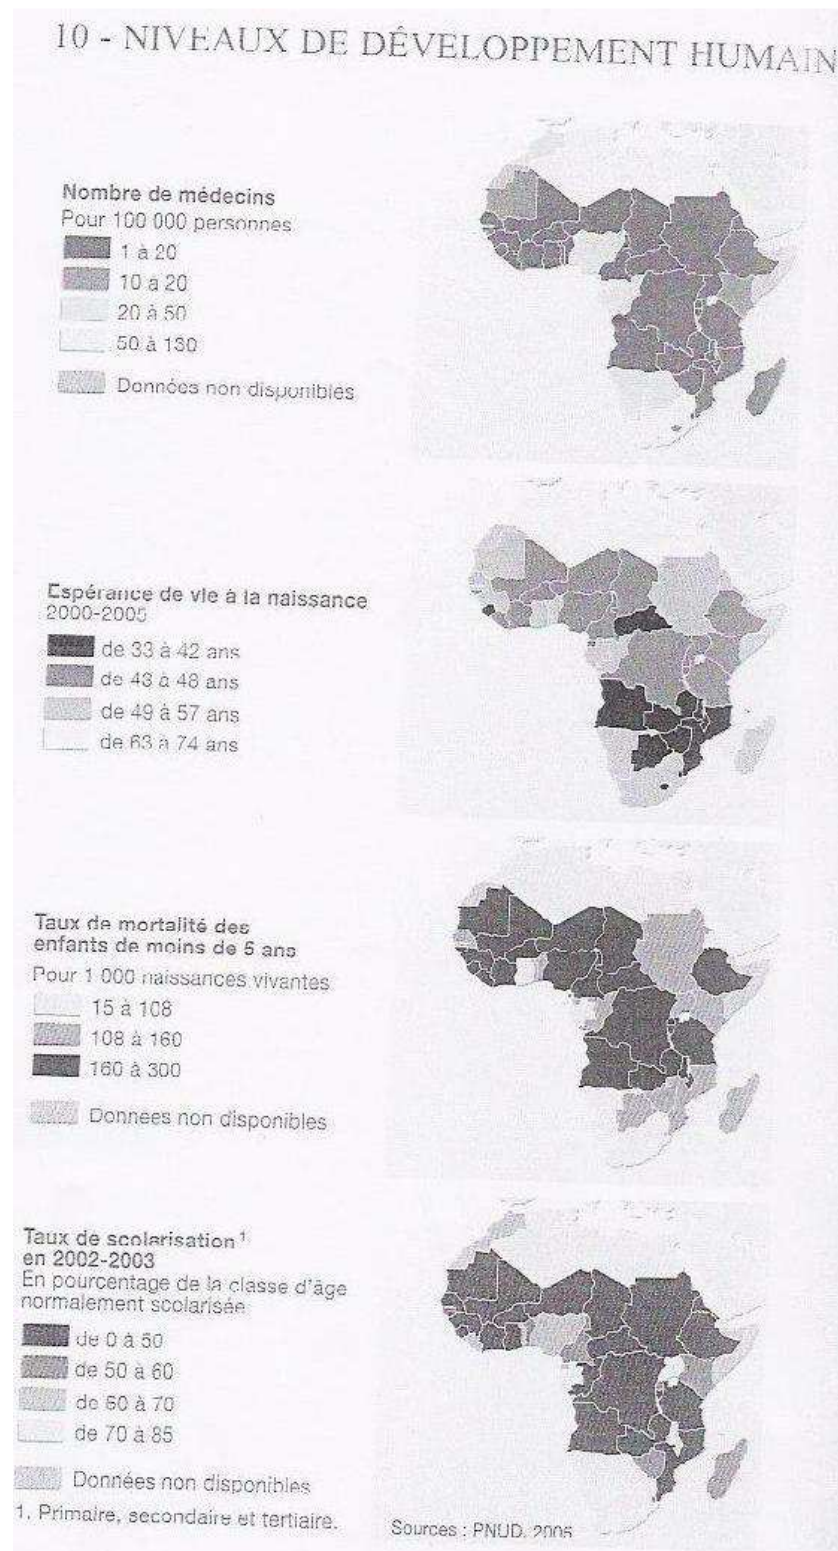 10 - NIVEAUX DE DÉVELOPPEMENT HUMAIN
Nombre de médecins
Pour 100 000 personnes
1 à 20
10 à 20
20 à 50
50 à 130
Données non disponibles
Espérance de vie à la naissance
2000-2005
de 33 à 42 ans
de 43 à 48 ans
de 49 à 57 ans
de 63 à 74 ans
Taux de mortalité des
enfants de moins de 5 ans
Pour 1 000 naissances vivantes
15 à 108
108 à 160
160 à 300
Données non disponibles
Taux de scolarisation 1
en 2002-2003
En pourcentage de la classe d'âge
normalement scolarisée
de 0 à 50
de 50 à 60
de 60 à 70
de 70 à 85
Données non disponibles
1. Primaire, secondaire et tertiaire.
Sources : PNUD,